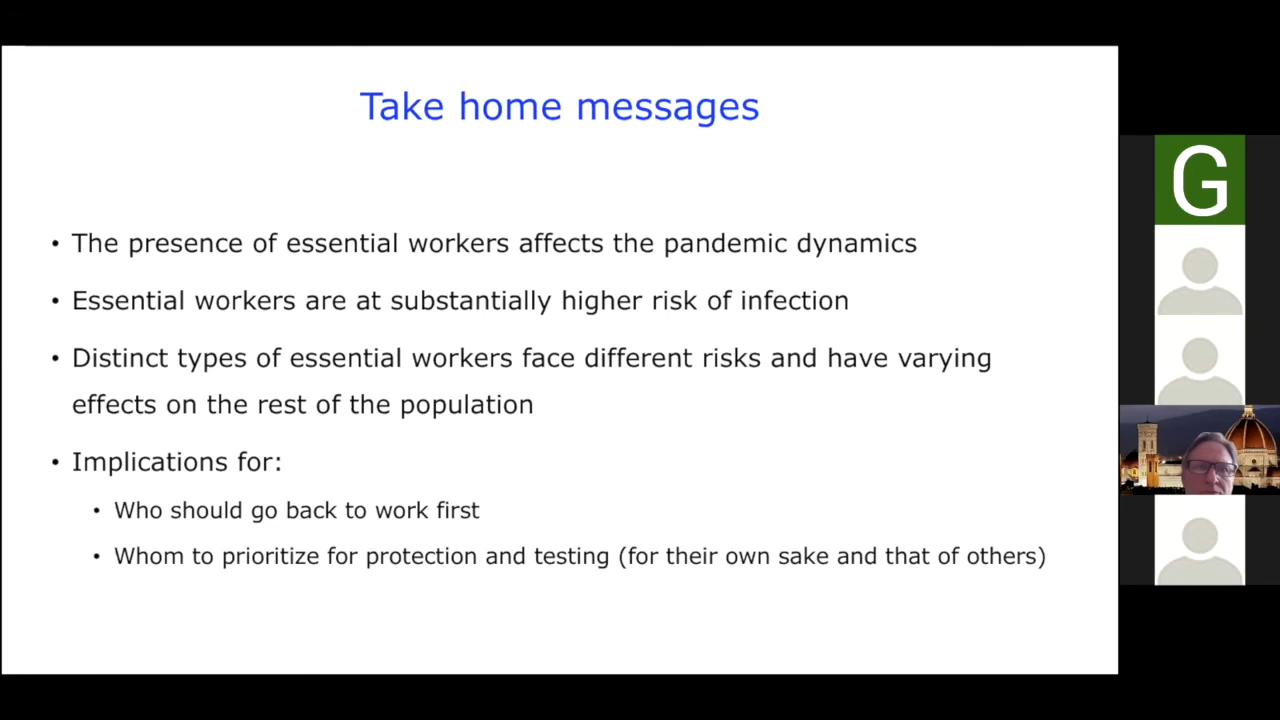 Take home messages
• The presence of essential workers affects the pandemic dynamics
• Essential workers are at substantially higher risk of infection
• Distinct types of essential workers face different risks and have varying
effects on the rest of the population
• Implications for:
• Who should go back to work first
• Whom to prioritize for protection and testing (for their own sake and that of others)
G